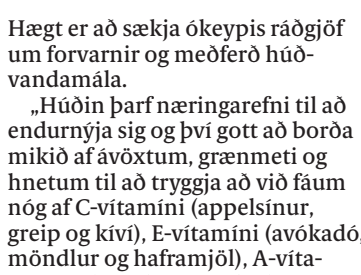 Hægt er að sækja ókeypis ráðgjöf
um forvarnir og meðferð húð-
vandamála.
„Húðin þarf næringarefni til að
endurnýja sig og því gott að borða
mikið af ávöxtum, grænmeti og
hnetum til að tryggja að við fáum
nóg af C-vítamíni (appelsínur,
greip og kíví), E-vítamíni (avókadó,
möndlur og haframjöl), A-víta-